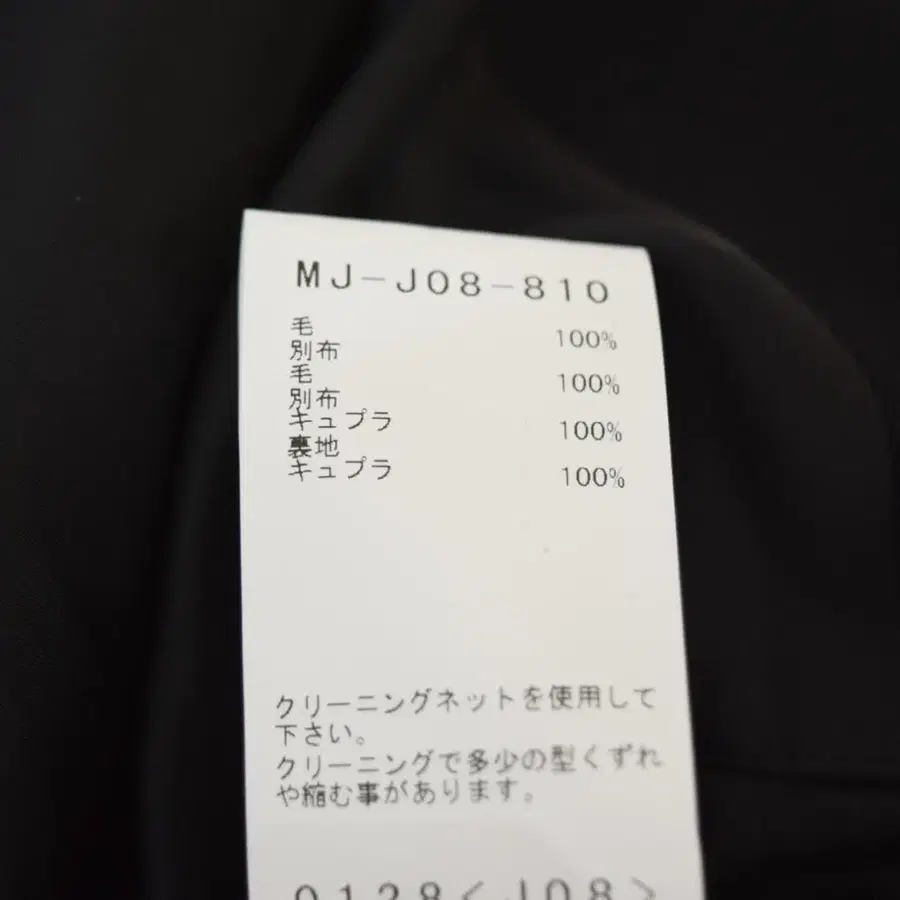 MJ-J08-810
毛 100%
別布
毛 100%
別布
キュプラ 100%
裏地
キュプラ 100%
クリーニングネットを使用して
下さい。
クリーニングで多少の型くずれ
や縮む事があります。
0128<J08>